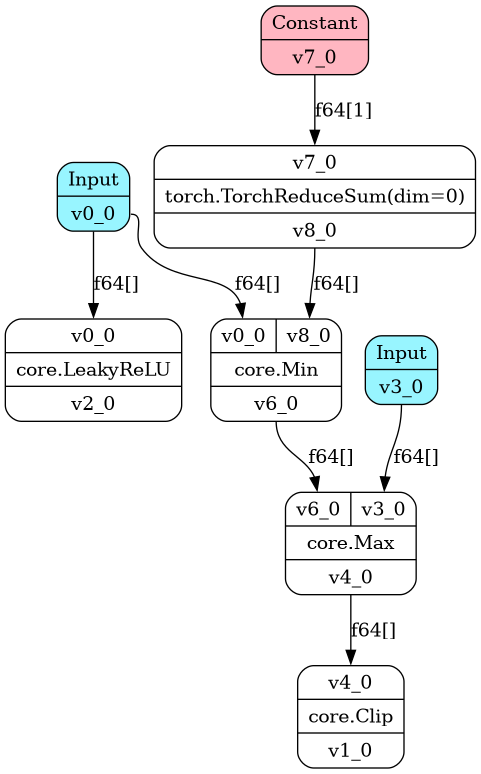 Constant
v7_0
f64[1]
v7_0
torch.TorchReduceSum(dim=0)
v8_0
Input
v0_0
f64[]
f64[]
f64[]
v0_0
core.LeakyReLU
v2_0
v0_0 v8_0
core.Min
v6_0
Input
v3_0
f64[]
f64[]
v6_0 v3_0
core.Max
v4_0
f64[]
v4_0
core.Clip
v1_0